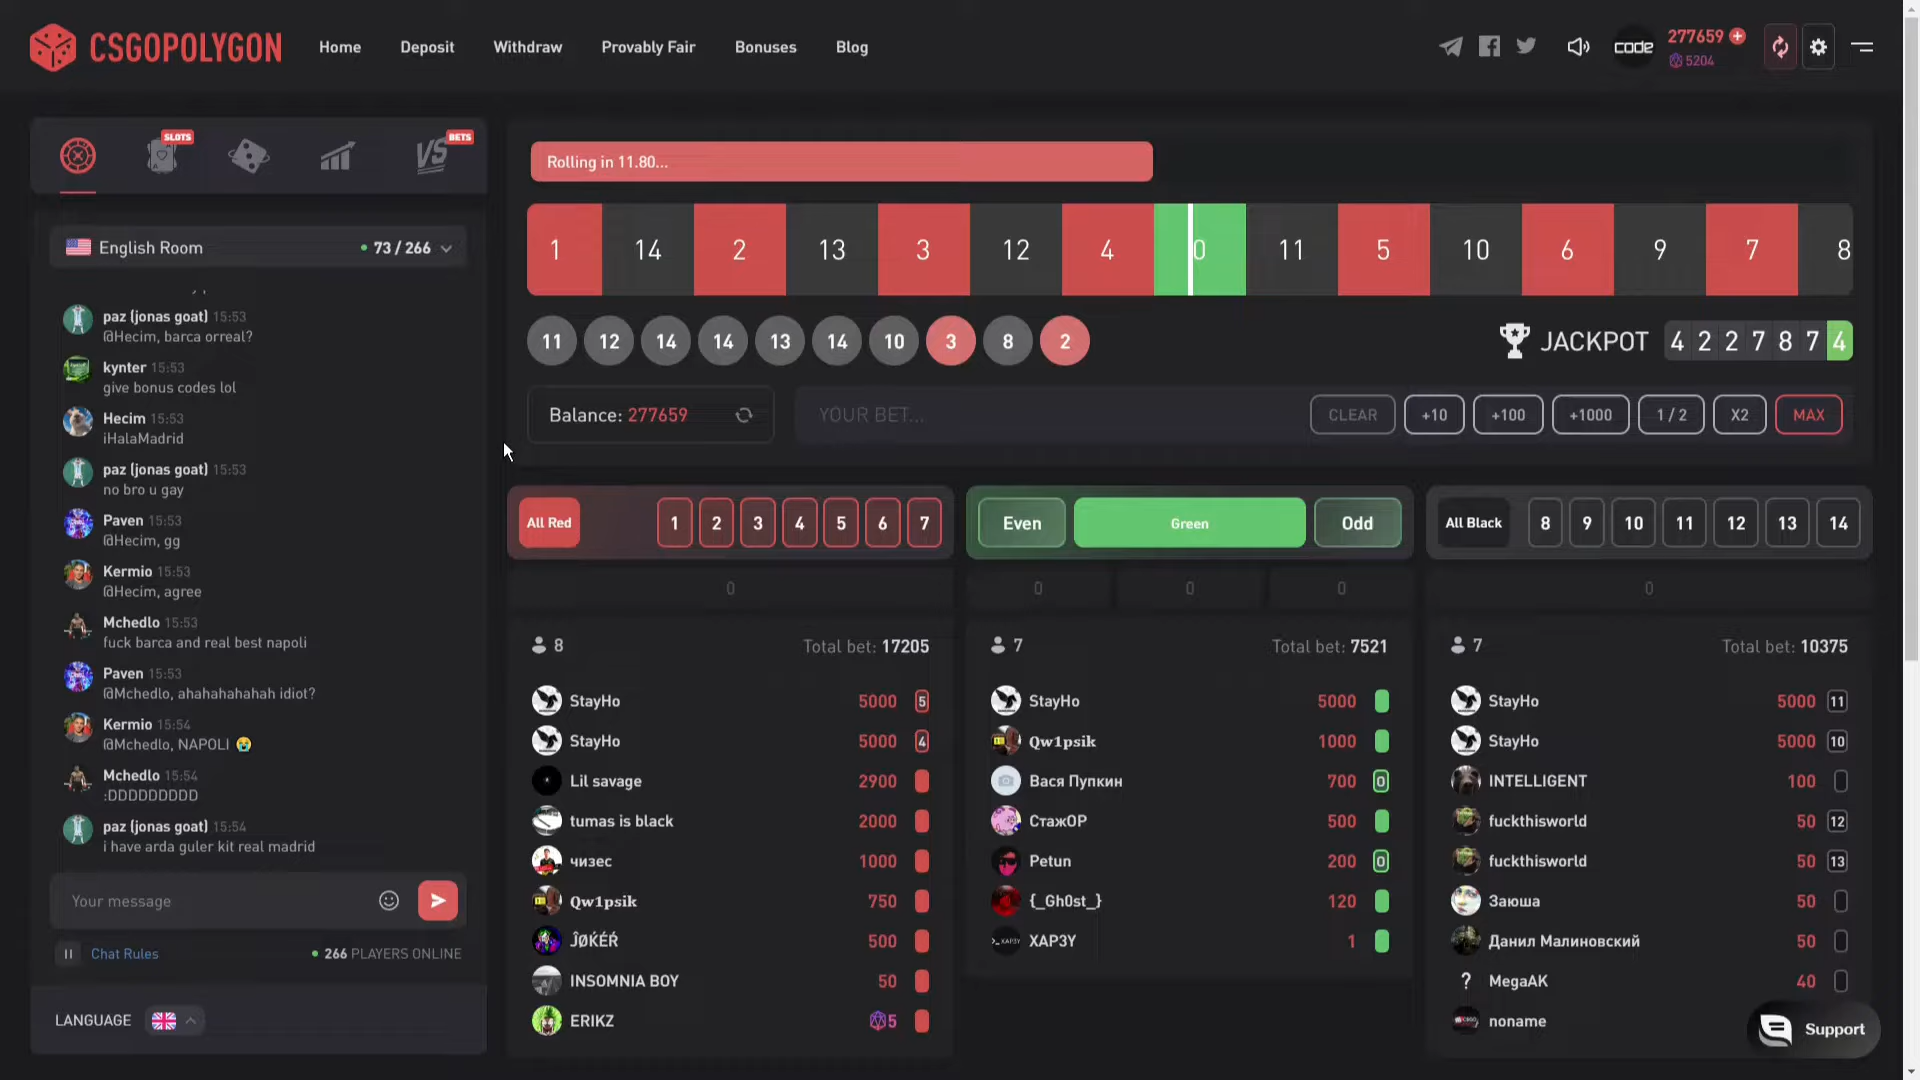 CSGOPOLYGON
Home Deposit Withdraw Provably Fair Bonuses Blog
code 277659
5204
SLOTS
VS BETS
English Room 73 / 266
paz (jonas goat) 15:53
@Hecim, barca orreal?
kynter 15:53
give bonus codes lol
Hecim 15:53
iHalaMadrid
paz (jonas goat) 15:53
no bro u gay
Paven 15:53
@Hecim, gg
Kermio 15:53
@Hecim, agree
Mchedlo 15:53
fuck barca and real best napoli
Paven 15:53
@Mchedlo, ahahahahahah idiot?
Kermio 15:54
@Mchedlo, NAPOLI 😭
Mchedlo 15:54
:DDDDDDDDD
paz (jonas goat) 15:54
i have arda guler kit real madrid
Your message
Chat Rules 266 PLAYERS ONLINE
LANGUAGE
Rolling in 11.80...
1 14 2 13 3 12 4 0 11 5 10 6 9 7 8
11 12 14 14 13 14 10 3 8 2
JACKPOT 4 2 2 7 8 7 4
Balance: 277659
YOUR BET...
CLEAR +10 +100 +1000 1 / 2 X2 MAX
All Red 1 2 3 4 5 6 7
0
8 Total bet: 17205
StayHo 5000 5
StayHo 5000 4
Lil savage 2900
tumas is black 2000
чизес 1000
Qw1psik 750
ĴØḰÉŔ 500
INSOMNIA BOY 50
ERIKZ 5
Even Green Odd
0 0 0
7 Total bet: 7521
StayHo 5000
Qw1psik 1000
Вася Пупкин 700 0
СтажОР 500
Petun 200 0
{_Gh0st_} 120
XAP3Y 1
All Black 8 9 10 11 12 13 14
0
7 Total bet: 10375
StayHo 5000 11
StayHo 5000 10
INTELLIGENT 100
fuckthisworld 50 12
fuckthisworld 50 13
Заюша 50
Данил Малиновский 50
? MegaAK 40
noname
Support